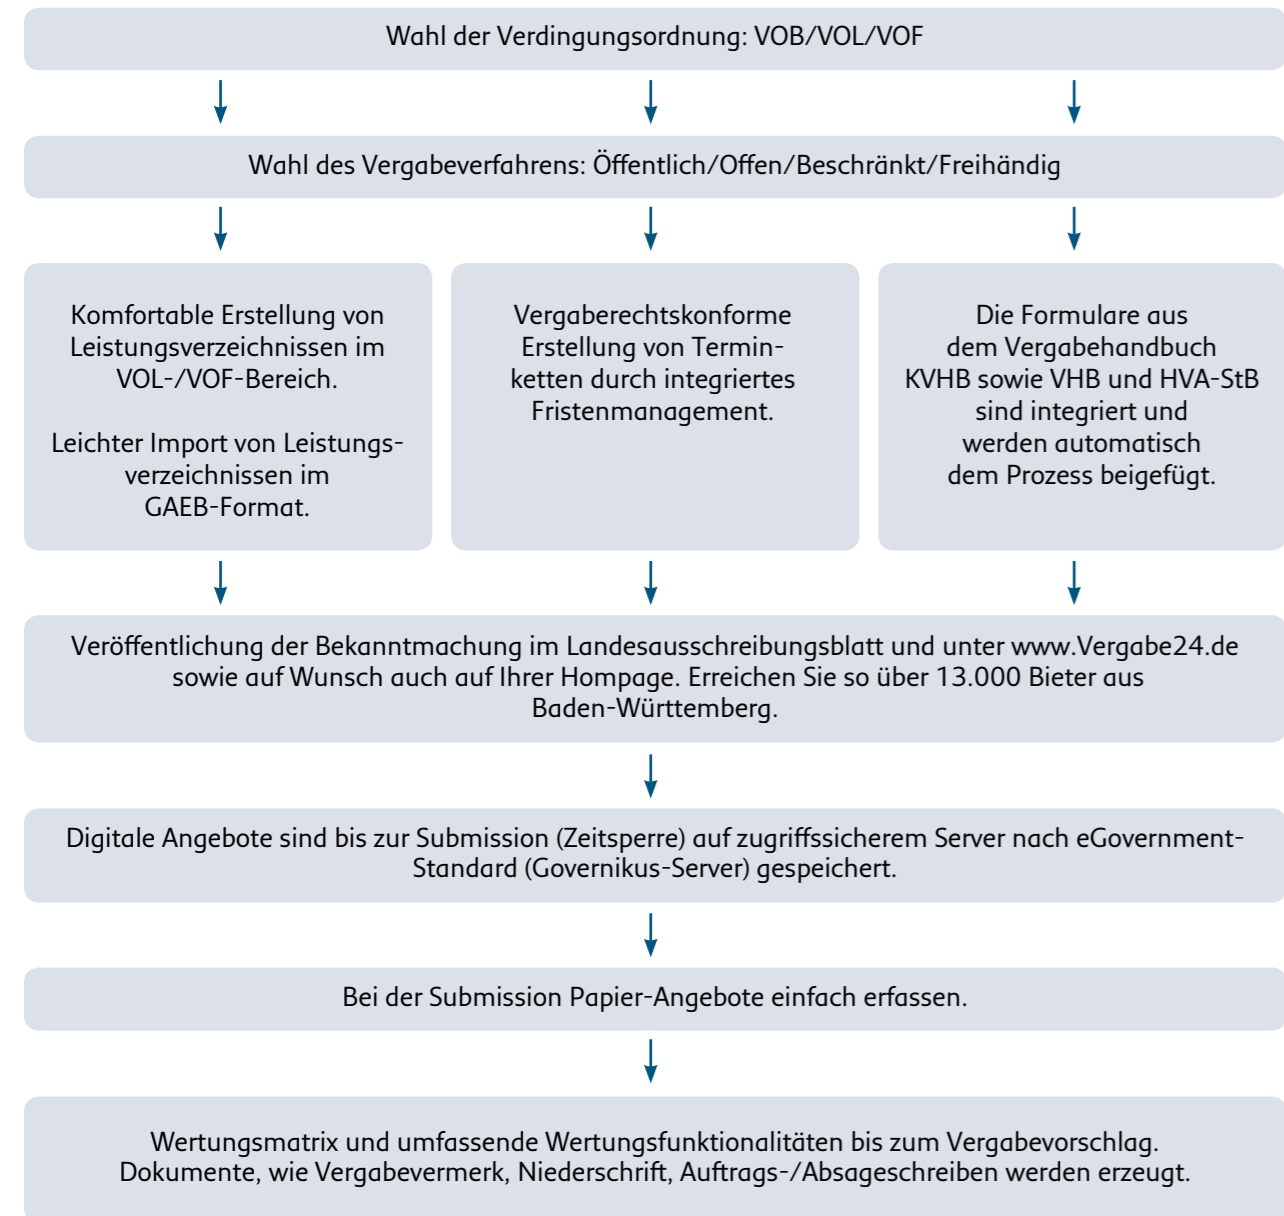 Wahl der Verdingungsordnung: VOB/VOL/VOF
Wahl des Vergabeverfahrens: Öffentlich/Offen/Beschränkt/Freihändig
Komfortable Erstellung von
Leistungsverzeichnissen im
VOL-/VOF-Bereich.
Leichter Import von Leistungs-
verzeichnissen im
GAEB-Format.
Vergaberechtskonforme
Erstellung von Termin-
ketten durch integriertes
Fristenmanagement.
Die Formulare aus
dem Vergabehandbuch
KVHB sowie VHB und HVA-StB
sind integriert und
werden automatisch
dem Prozess beigefügt.
Veröffentlichung der Bekanntmachung im Landesausschreibungsblatt und unter www.Vergabe24.de
sowie auf Wunsch auch auf Ihrer Hompage. Erreichen Sie so über 13.000 Bieter aus
Baden-Württemberg.
Digitale Angebote sind bis zur Submission (Zeitsperre) auf zugriffssicherem Server nach eGovernment-
Standard (Governikus-Server) gespeichert.
Bei der Submission Papier-Angebote einfach erfassen.
Wertungsmatrix und umfassende Wertungsfunktionalitäten bis zum Vergabevorschlag.
Dokumente, wie Vergabevermerk, Niederschrift, Auftrags-/Absageschreiben werden erzeugt.